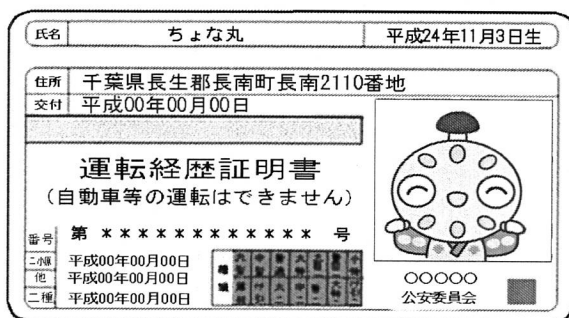 氏名 ちょな丸 平成24年11月3日生
住所 千葉県長生郡長南町長南2110番地
交付 平成00年00月00日
運転経歴証明書
(自動車等の運転はできません)
番号 第 ************ 号
二小原 平成00年00月00日
他 平成00年00月00日
二種 平成00年00月00日
○○○○○
公安委員会